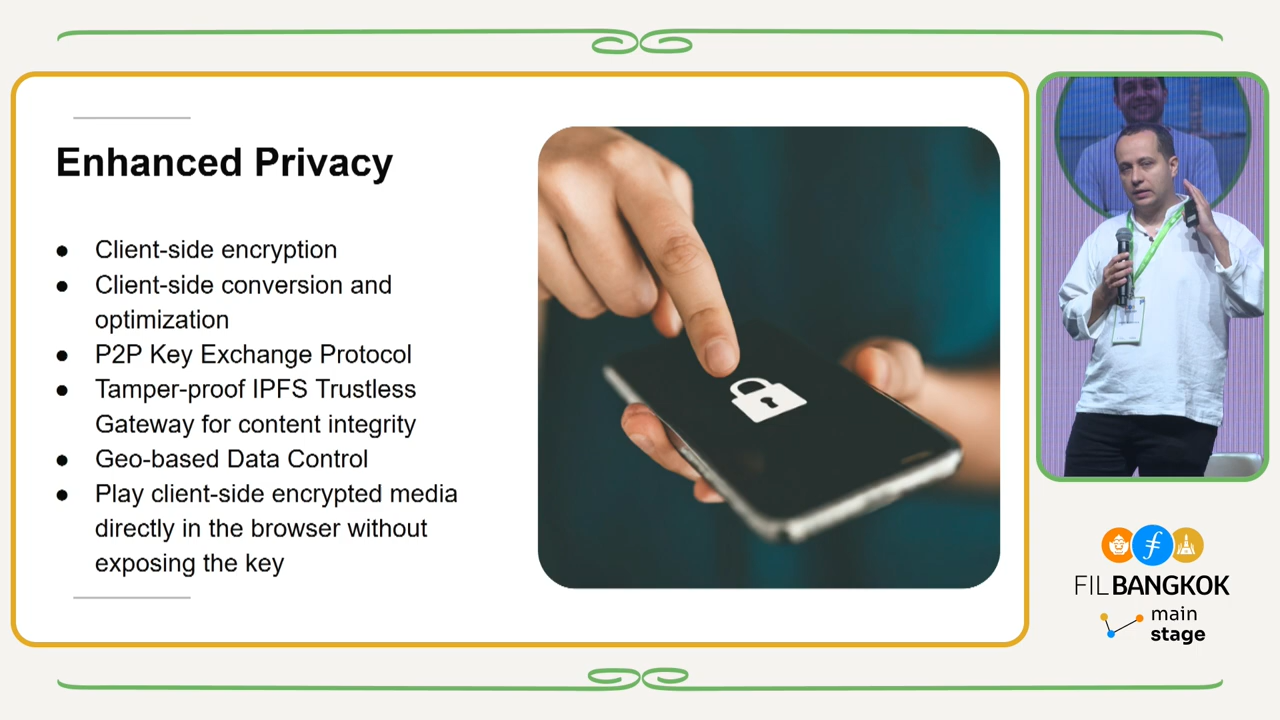 Enhanced Privacy
● Client-side encryption
● Client-side conversion and
optimization
● P2P Key Exchange Protocol
● Tamper-proof IPFS Trustless
Gateway for content integrity
● Geo-based Data Control
● Play client-side encrypted media
directly in the browser without
exposing the key
FILBANGKOK
main
stage